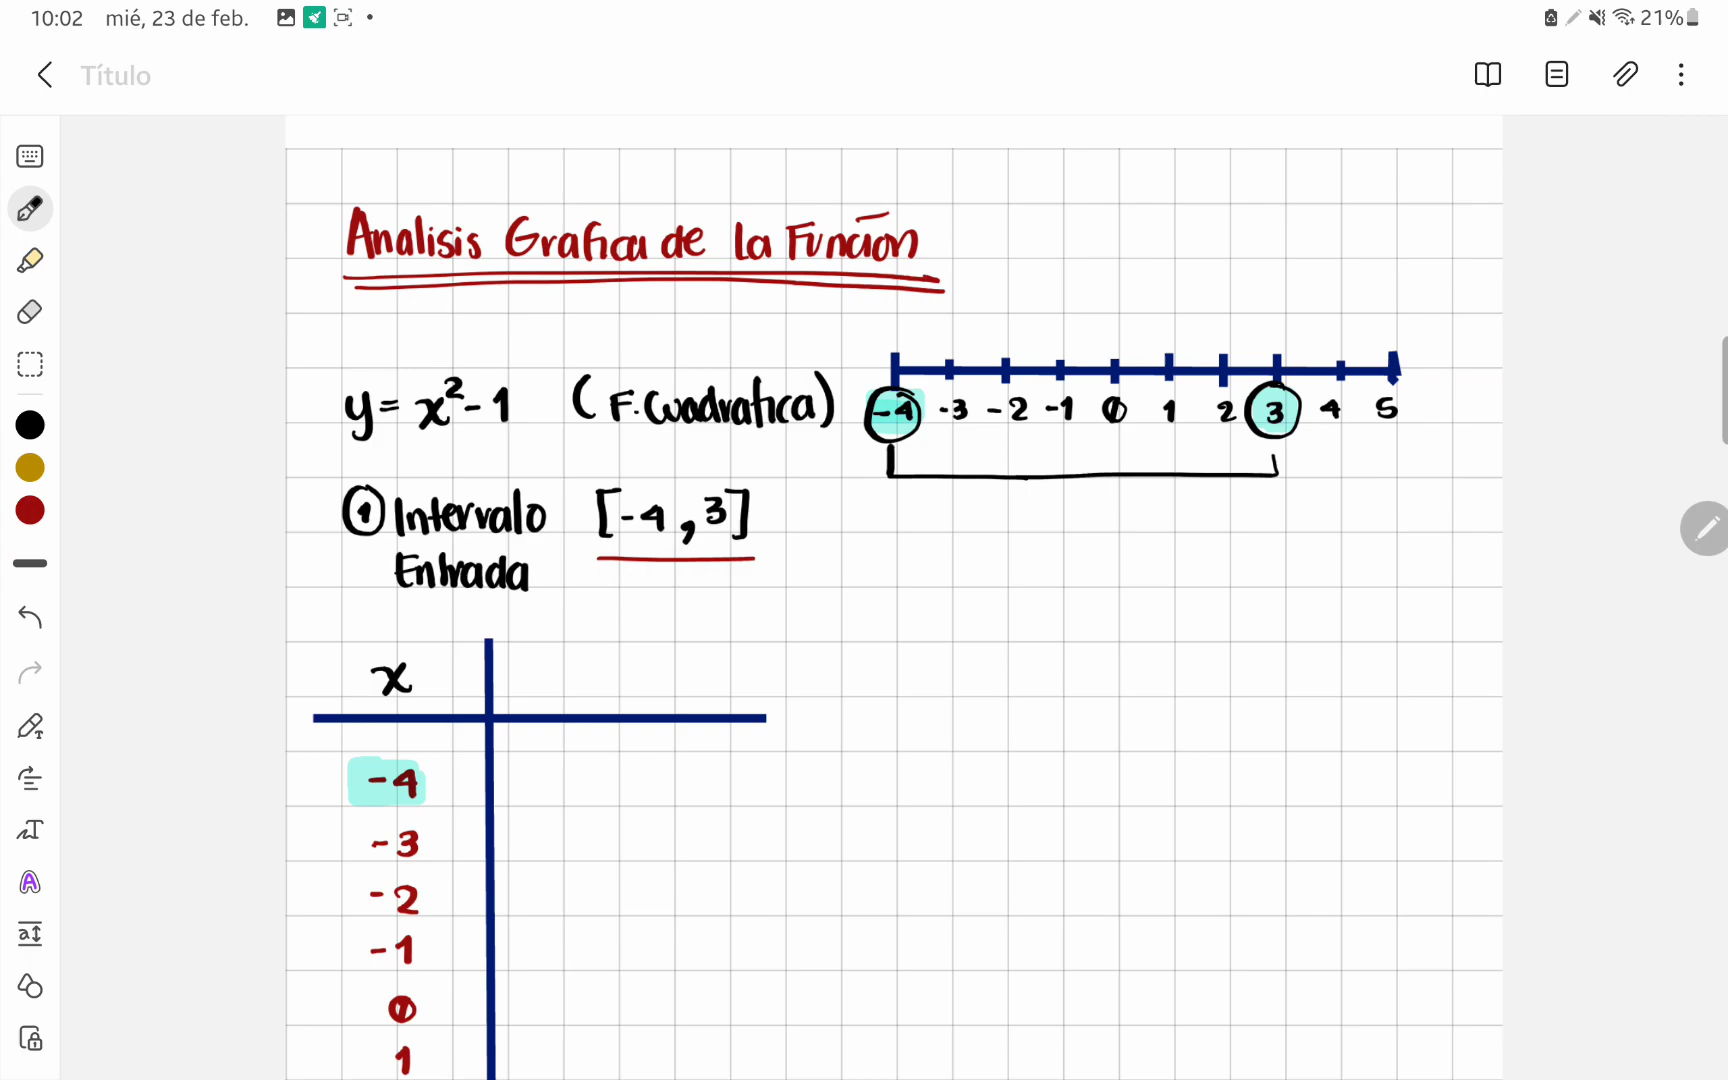 10:02 mié, 23 de feb.
21%
Título
Analisis Grafica de la Función
y = x² - 1 (F. Cuadratica)
-4 -3 -2 -1 0 1 2 3 4 5
① Intervalo [-4, 3]
Entrada
x
-4
-3
-2
-1
0
1